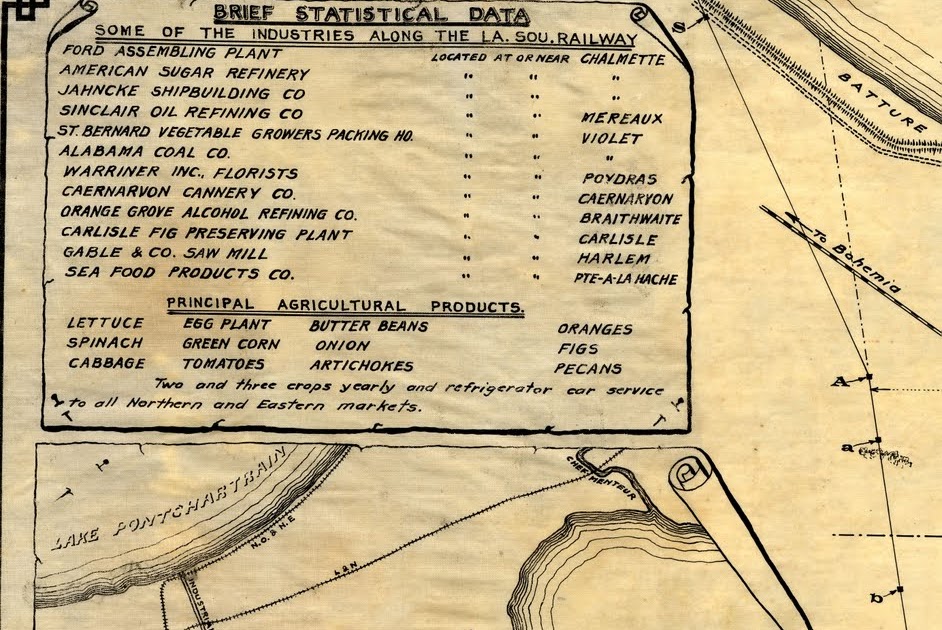 BRIEF STATISTICAL DATA
SOME OF THE INDUSTRIES ALONG THE LA. SOU. RAILWAY
FORD ASSEMBLING PLANT LOCATED AT OR NEAR CHALMETTE
AMERICAN SUGAR REFINERY " " "
JAHNCKE SHIPBUILDING CO " " "
SINCLAIR OIL REFINING CO " " MEREAUX
ST. BERNARD VEGETABLE GROWERS PACKING HO. " " VIOLET
ALABAMA COAL CO. " " "
WARRINER INC., FLORISTS " " POYDRAS
CAERNARVON CANNERY CO. " " CAERNARVON
ORANGE GROVE ALCOHOL REFINING CO. " " BRAITHWAITE
CARLISLE FIG PRESERVING PLANT " " CARLISLE
GABLE & CO. SAW MILL " " HARLEM
SEA FOOD PRODUCTS CO. " " PTE-A-LA HACHE
PRINCIPAL AGRICULTURAL PRODUCTS.
LETTUCE EGG PLANT BUTTER BEANS ORANGES
SPINACH GREEN CORN ONION FIGS
CABBAGE TOMATOES ARTICHOKES PECANS
Two and three crops yearly and refrigerator car service
to all Northern and Eastern markets.
S
BATTURE
To Bohemia
A
a
b
LAKE PONTCHARTRAIN
N.O. & N.E
L & N
INDUSTRIAL
CHEF MENTEUR